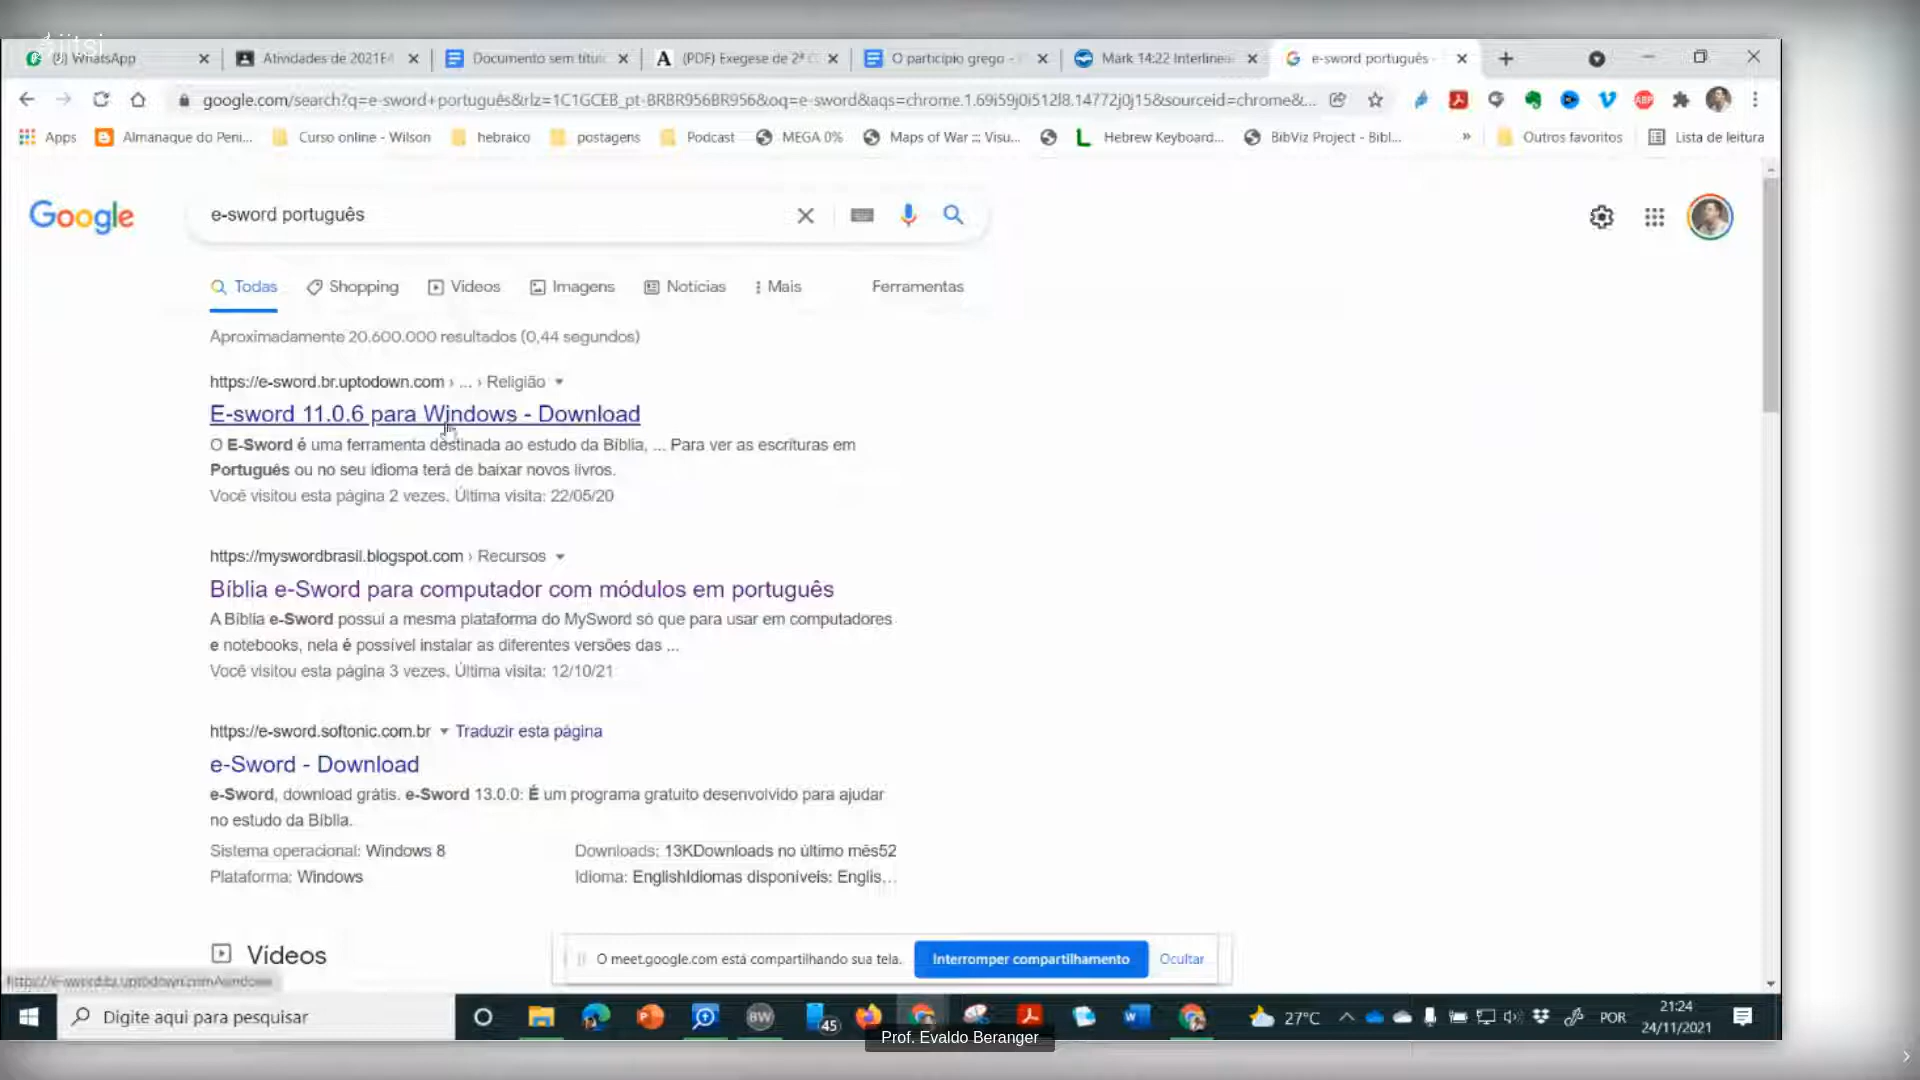 jitsi
WhatsApp
Atividades de 2021E
Documento sem títul
(PDF) Exegese de 2ª C
O particípio grego -
Mark 14:22 Interlinea
e-sword português -
google.com/search?q=e-sword+português&rlz=1C1GCEB_pt-BRBR956BR956&oq=e-sword&aqs=chrome.1.69i59j0i512l8.14772j0j15&sourceid=chrome&...
Apps
Almanaque do Peni...
Curso online - Wilson
hebraico
postagens
Podcast
MEGA 0%
Maps of War ::: Visu...
Hebrew Keyboard...
BibViz Project - Bibl...
»
Outros favoritos
Lista de leitura
Google
e-sword português
Todas
Shopping
Vídeos
Imagens
Notícias
Mais
Ferramentas
Aproximadamente 20.600.000 resultados (0,44 segundos)
https://e-sword.br.uptodown.com › ... › Religião
E-sword 11.0.6 para Windows - Download
O E-Sword é uma ferramenta destinada ao estudo da Bíblia, ... Para ver as escrituras em
Português ou no seu idioma terá de baixar novos livros.
Você visitou esta página 2 vezes. Última visita: 22/05/20
https://myswordbrasil.blogspot.com › Recursos
Bíblia e-Sword para computador com módulos em português
A Bíblia e-Sword possui a mesma plataforma do MySword só que para usar em computadores
e notebooks, nela é possível instalar as diferentes versões das ...
Você visitou esta página 3 vezes. Última visita: 12/10/21
https://e-sword.softonic.com.br
Traduzir esta página
e-Sword - Download
e-Sword, download grátis. e-Sword 13.0.0: É um programa gratuito desenvolvido para ajudar
no estudo da Bíblia.
Sistema operacional: Windows 8
Downloads: 13KDownloads no último mês52
Plataforma: Windows
Idioma: EnglishIdiomas disponíveis: Englis...
Vídeos
O meet.google.com está compartilhando sua tela.
Interromper compartilhamento
Ocultar
https://e-sword.br.uptodown.com/windows
Digite aqui para pesquisar
BW
45
27°C
POR
21:24
24/11/2021
Prof. Evaldo Beranger